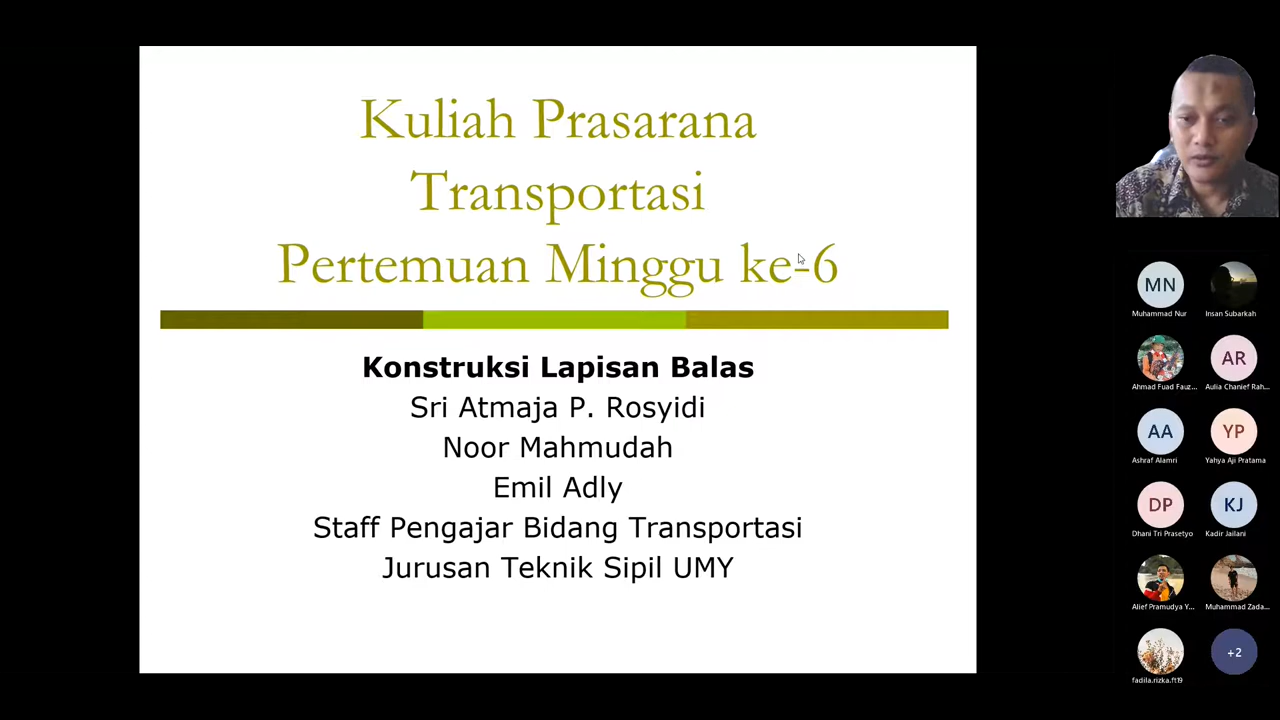 Kuliah Prasarana
Transportasi
Pertemuan Minggu ke-6
Konstruksi Lapisan Balas
Sri Atmaja P. Rosyidi
Noor Mahmudah
Emil Adly
Staff Pengajar Bidang Transportasi
Jurusan Teknik Sipil UMY
MN
Muhammad Nur
Insan Subarkah
Ahmad Fuad Fauz...
AR
Aulia Chanief Rah...
AA
Ashraf Alamri
YP
Yahya Aji Pratama
DP
Dhani Tri Prasetyo
KJ
Kadir Jailani
Alief Pramudya Y...
Muhammad Zada...
fadila.rizka.ft19
+2